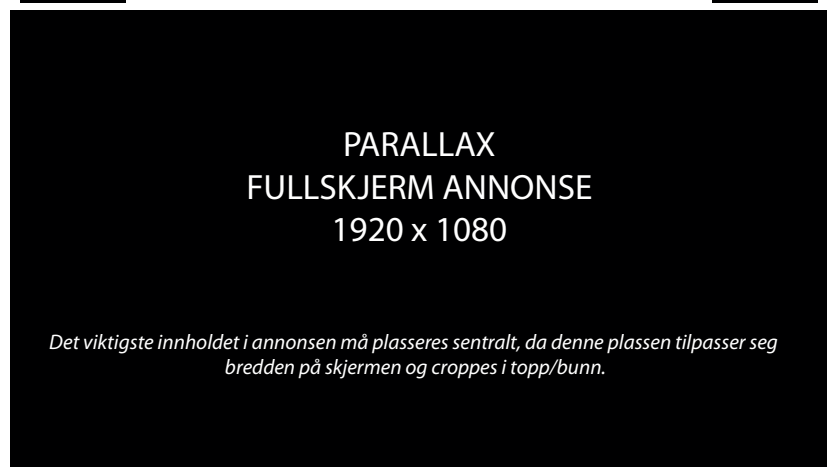 PARALLAX
FULLSKJERM ANNONSE
1920 x 1080
Det viktigste innholdet i annonsen må plasseres sentralt, da denne plassen tilpasser seg
bredden på skjermen og croppes i topp/bunn.